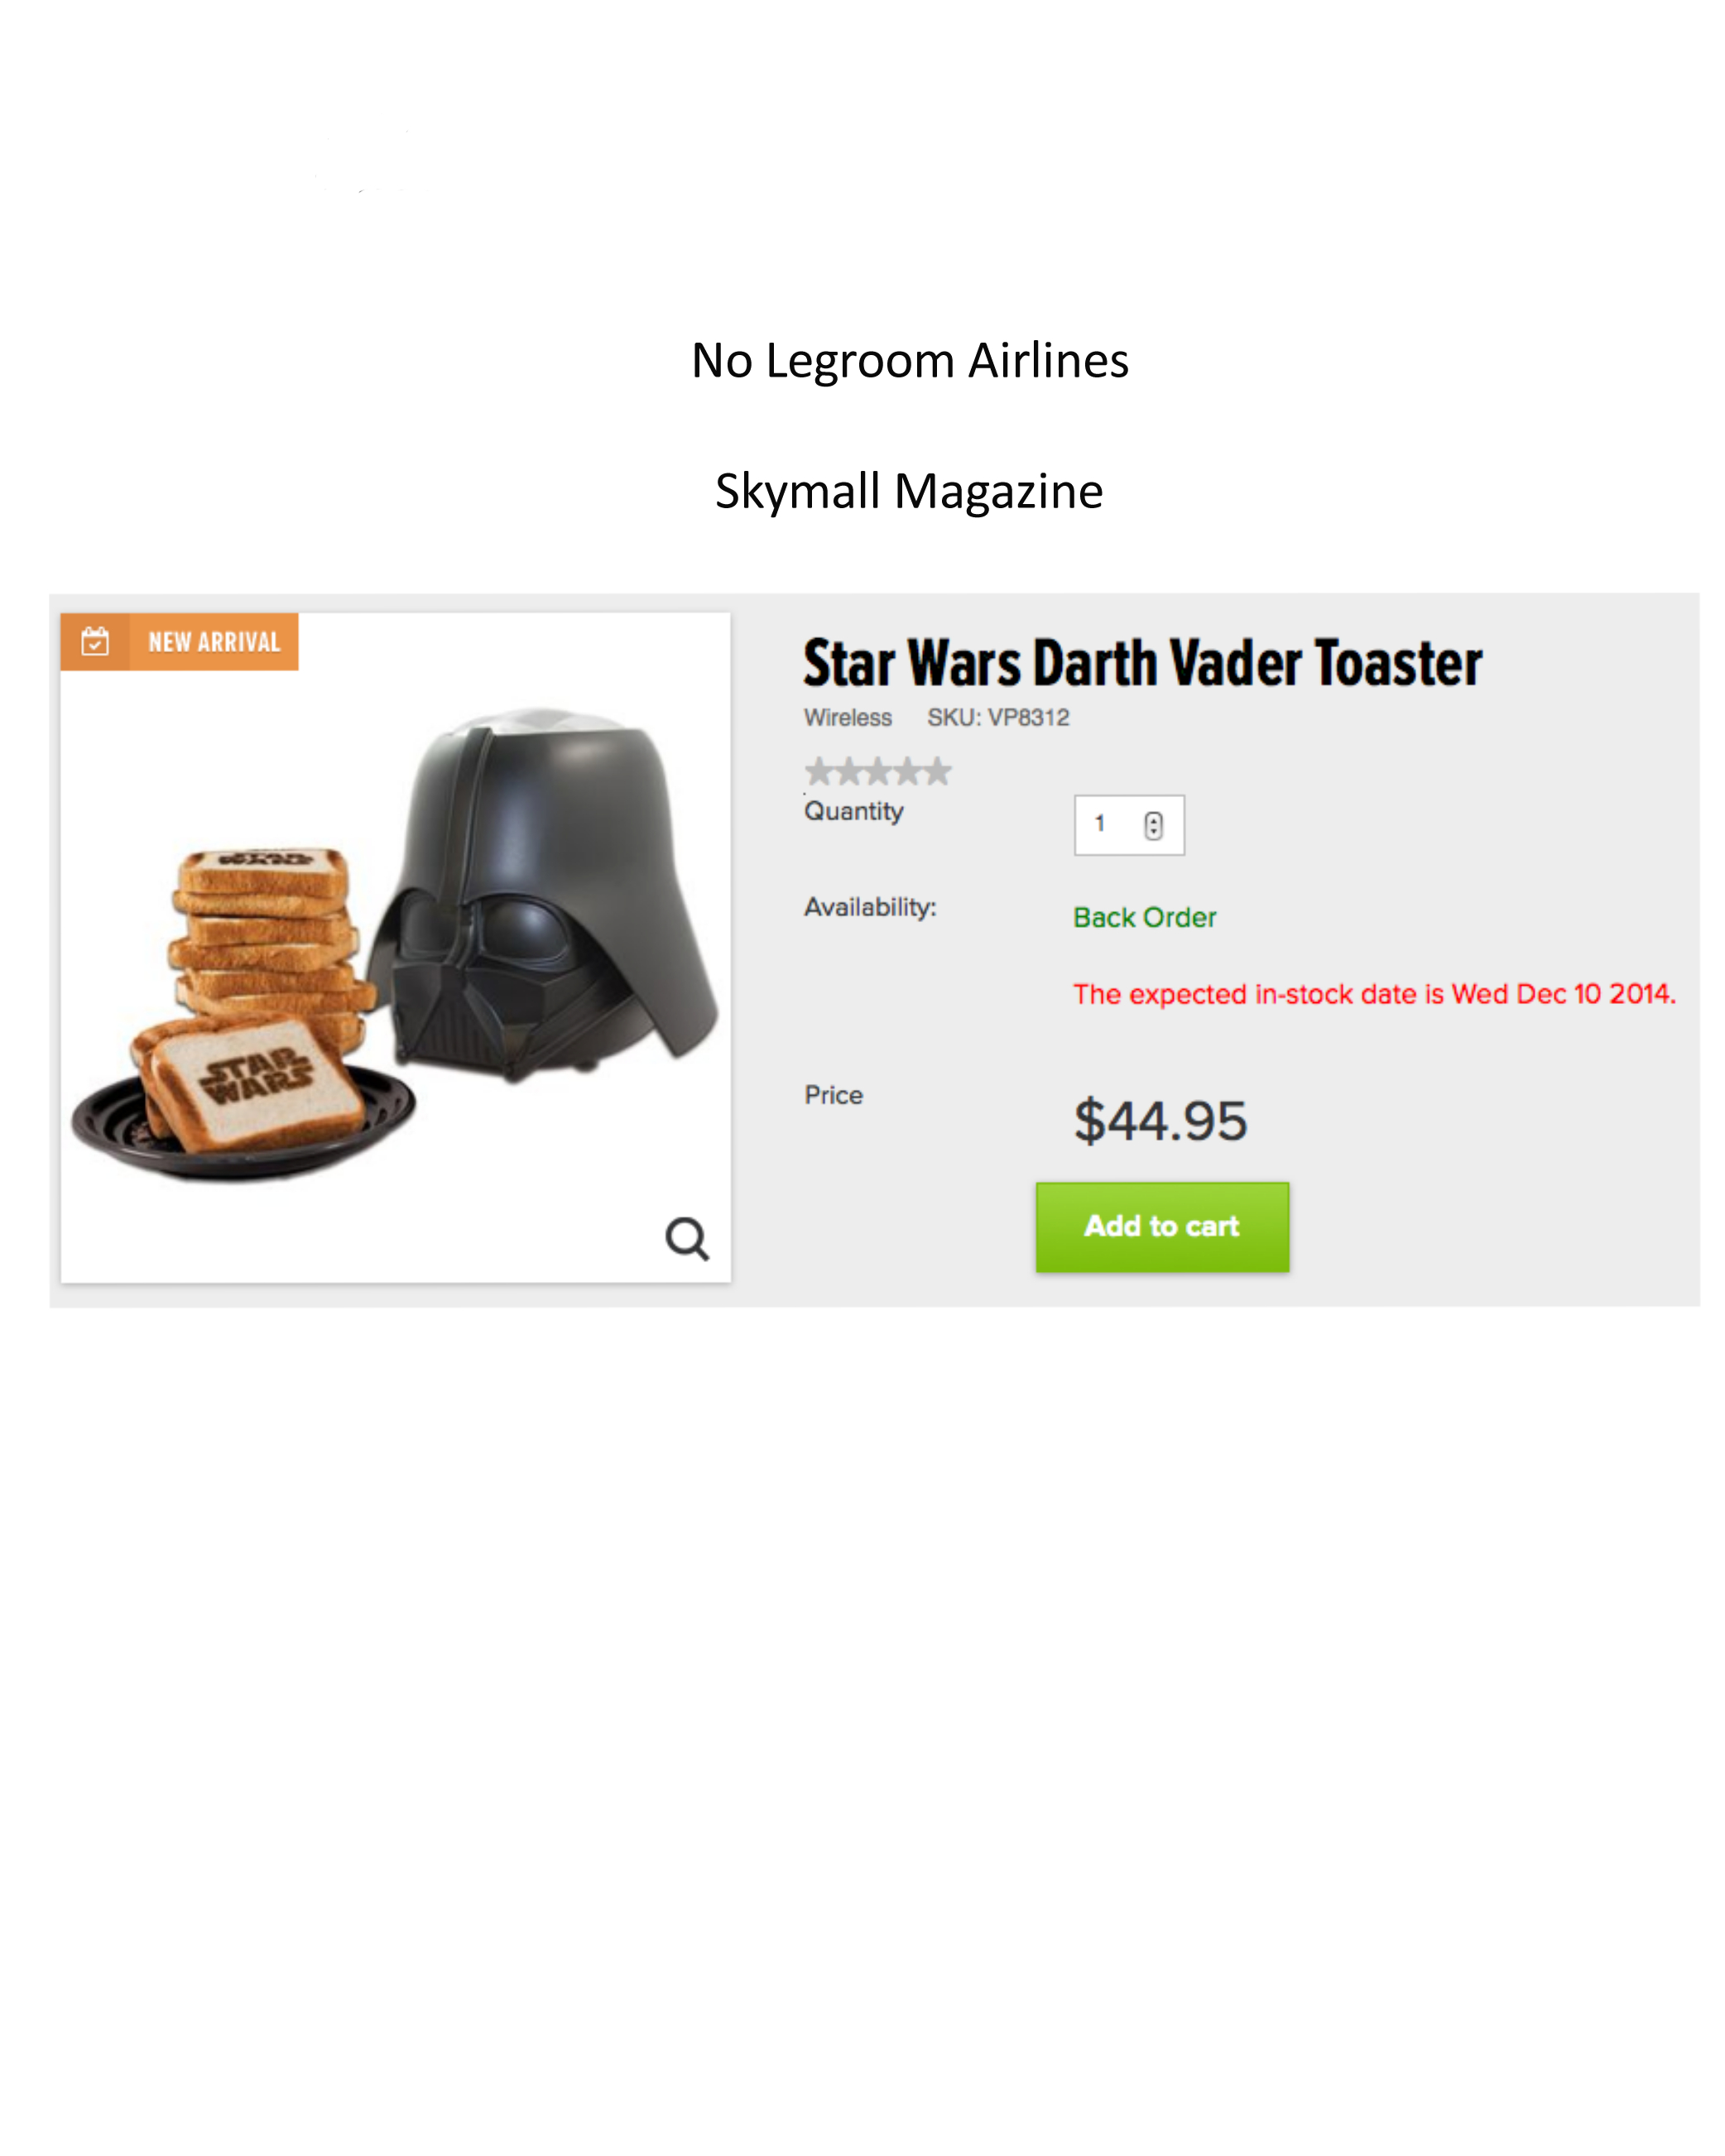 No Legroom Airlines
Skymall Magazine
NEW ARRIVAL
Star Wars Darth Vader Toaster
Wireless SKU: VP8312
Quantity 1
Availability: Back Order
The expected in-stock date is Wed Dec 10 2014.
Price $44.95
Add to cart
STAR
WARS
STAR
WARS